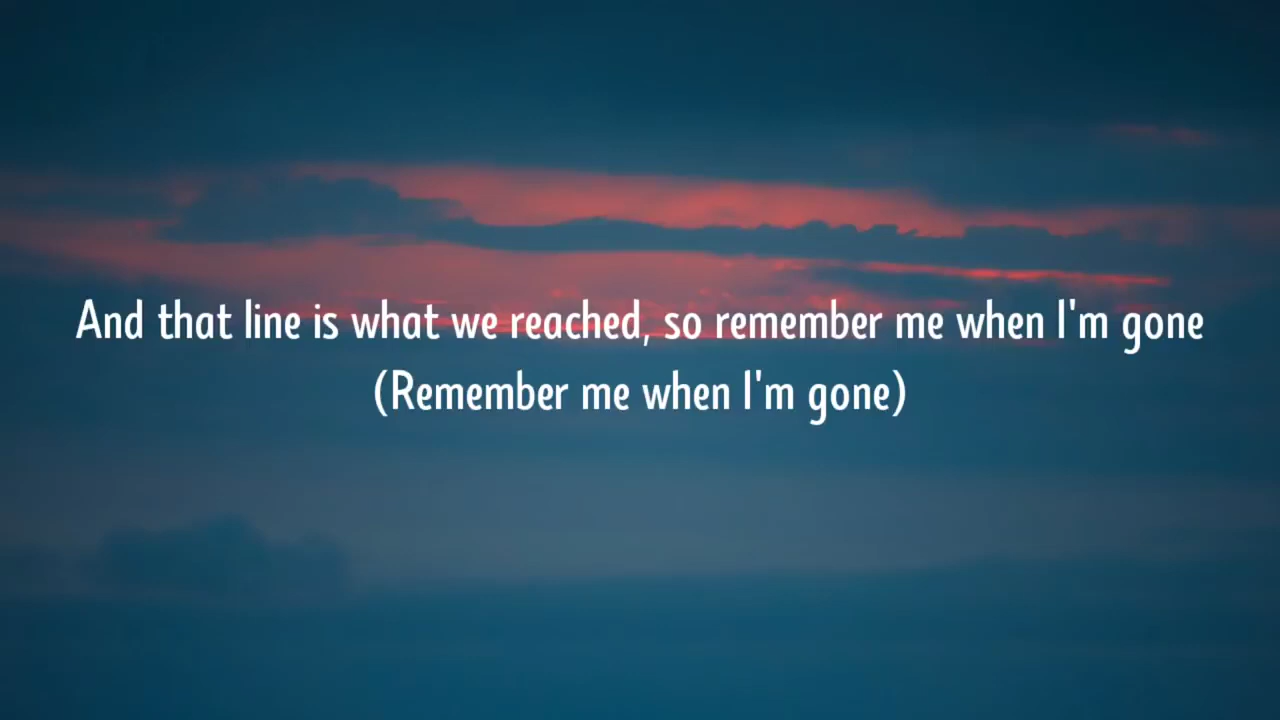 And that line is what we reached, so remember me when I'm gone
(Remember me when I'm gone)